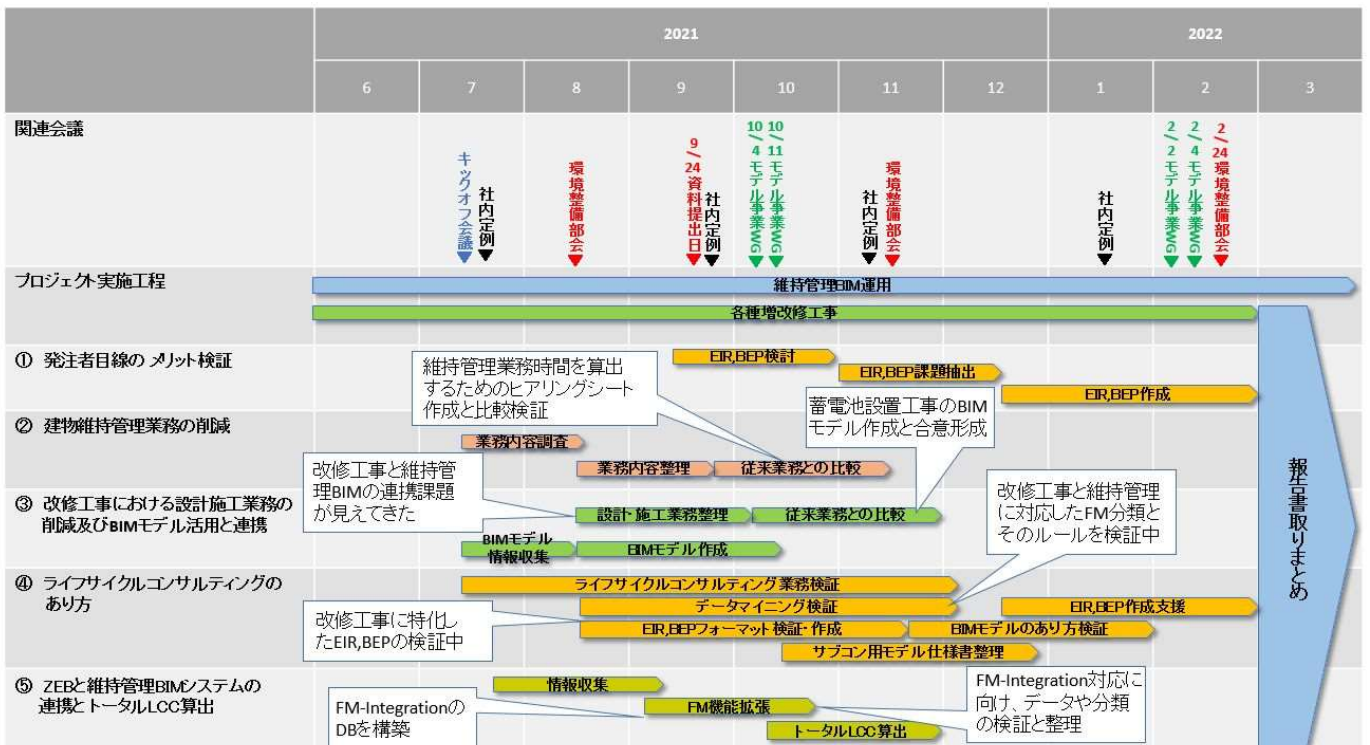 2021
2022
6
7
8
9
10
11
12
1
2
3
関連会議
キックオフ会議
社内定例
環境整備部会
9/24資料提出日
社内定例
10/4モデル事業WG
10/11モデル事業WG
社内定例
環境整備部会
社内定例
2/2モデル事業WG
2/4モデル事業WG
2/24環境整備部会
プロジェクト実施工程
維持管理BIM運用
各種増改修工事
① 発注者目線の メリット検証
EIR,BEP検討
EIR,BEP課題抽出
EIR,BEP作成
維持管理業務時間を算出
するためのヒアリングシート
作成と比較検証
蓄電池設置工事のBIM
モデル作成と合意形成
② 建物維持管理業務の削減
業務内容調査
業務内容整理
従来業務との比較
改修工事と維持管
理BIMの連携課題
が見えてきた
③ 改修工事における設計施工業務の
削減及びBIMモデル活用と連携
設計・施工業務整理
従来業務との比較
BIMモデル
情報収集
BIMモデル作成
改修工事と維持管理
に対応したFM分類と
そのルールを検証中
④ ライフサイクルコンサルティングの
あり方
ライフサイクルコンサルティング業務検証
データマイニング検証
EIR,BEP作成支援
EIR,BEPフォーマット検証・作成
BIMモデルのあり方検証
サブコン用モデル仕様書整理
改修工事に特化し
たEIR,BEPの検証中
⑤ ZEBと維持管理BIMシステムの
連携とトータルLCC算出
情報収集
FM機能拡張
トータルLCC算出
FM-Integrationの
DBを構築
FM-Integration対応に
向け、データや分類
の検証と整理
報告書取りまとめ